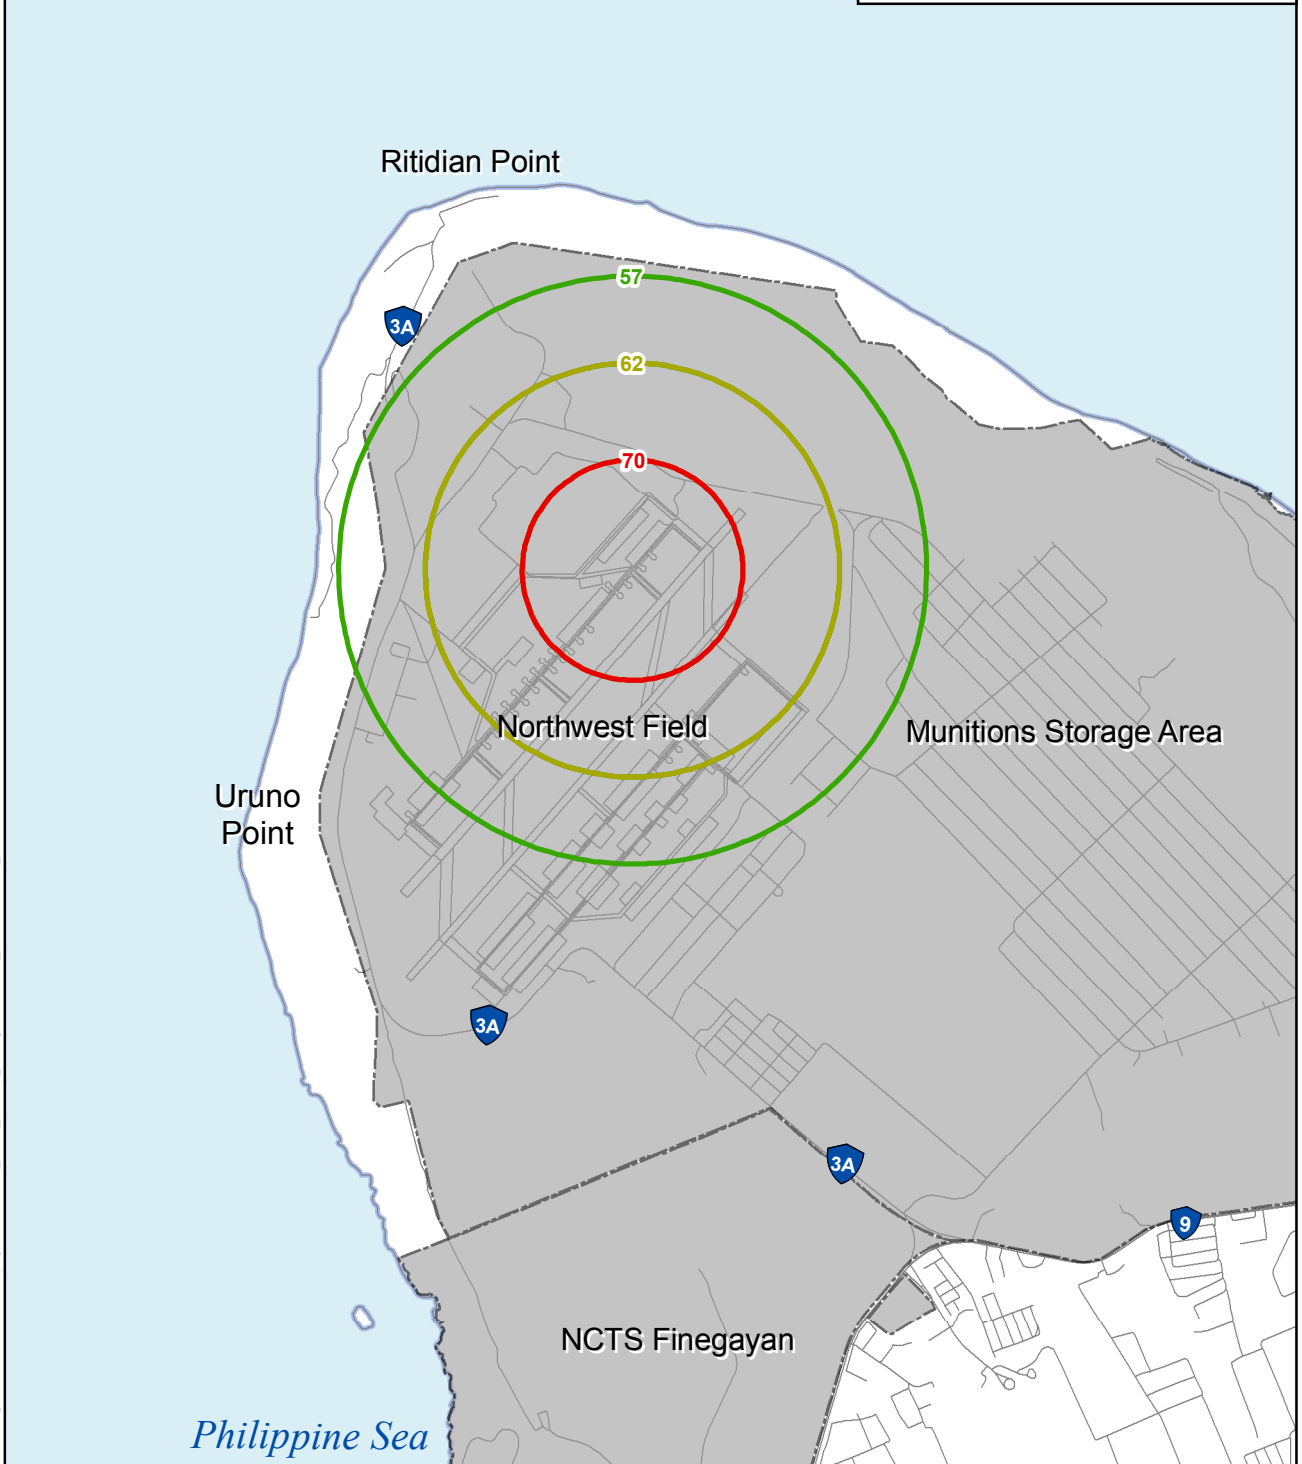 Ritidian Point
57
3A
62
70
Northwest Field
Munitions Storage Area
Uruno
Point
3A
3A
9
NCTS Finegayan
Philippine Sea